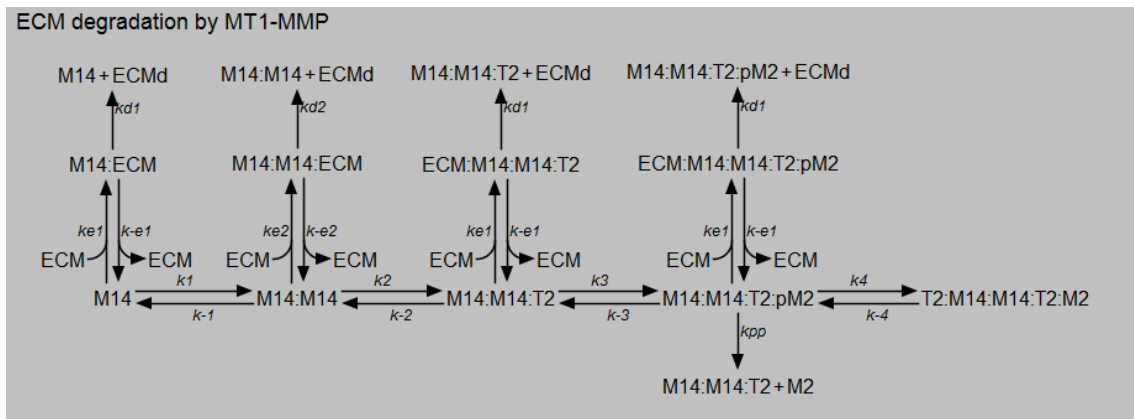 ECM degradation by MT1-MMP
M14+ECMd M14:M14+ECMd M14:M14:T2+ECMd M14:M14:T2:pM2+ECMd
kd1 kd2 kd1 kd1
M14:ECM M14:M14:ECM ECM:M14:M14:T2 ECM:M14:M14:T2:pM2
ke1 k-e1 ke2 k-e2 ke1 k-e1 ke1 k-e1
ECM ECM ECM ECM ECM ECM ECM ECM
k1 k2 k3 k4
M14 M14:M14 M14:M14:T2 M14:M14:T2:pM2 T2:M14:M14:T2:M2
k-1 k-2 k-3 k-4
kpp
M14:M14:T2+M2